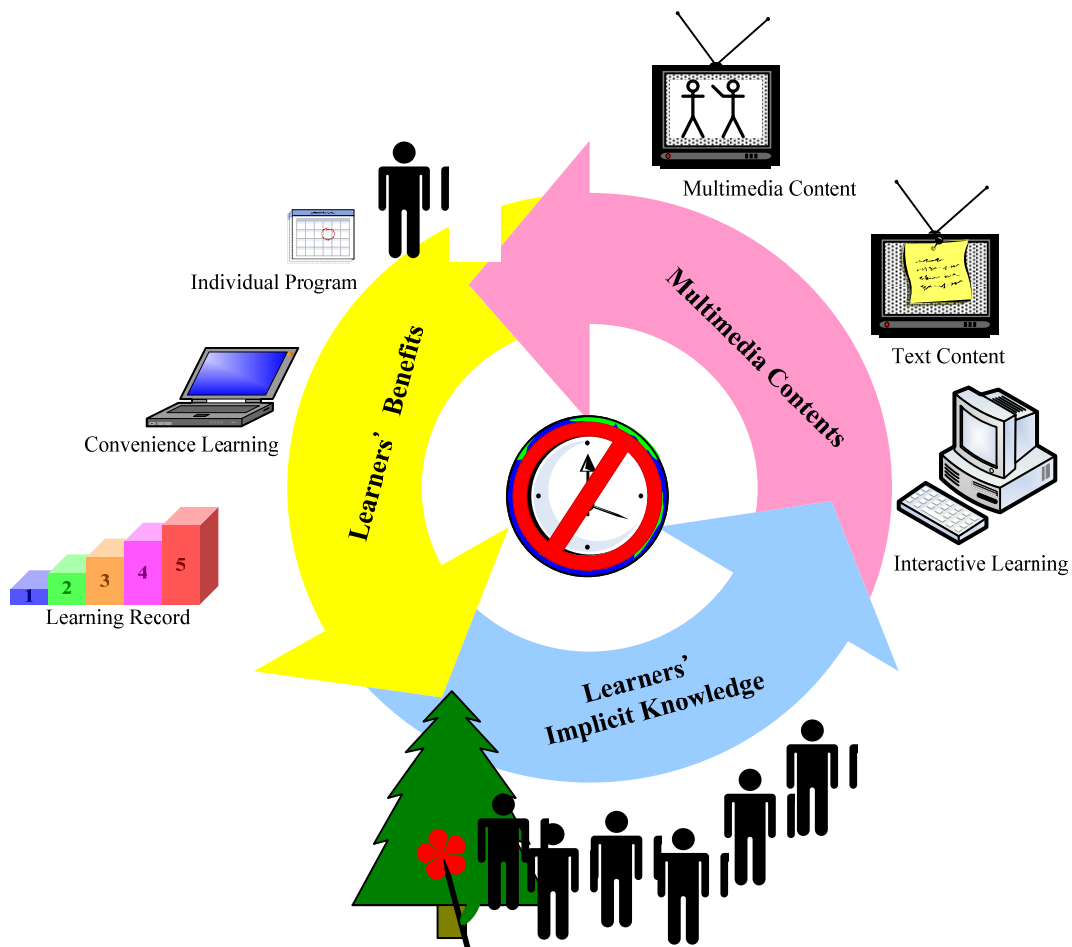 Multimedia Content
Individual Program
Text Content
Multimedia Contents
Learners' Benefits
Convenience Learning
Interactive Learning
1 2 3 4 5
Learning Record
Learners'
Implicit Knowledge